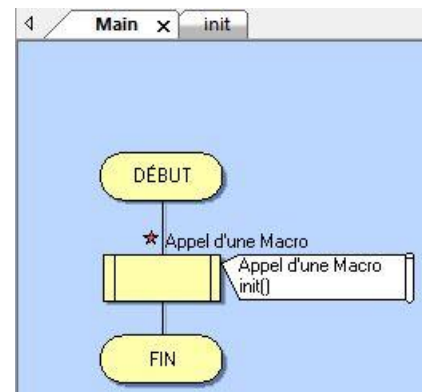 Main x init
DÉBUT
Appel d'une Macro
Appel d'une Macro
init()
FIN